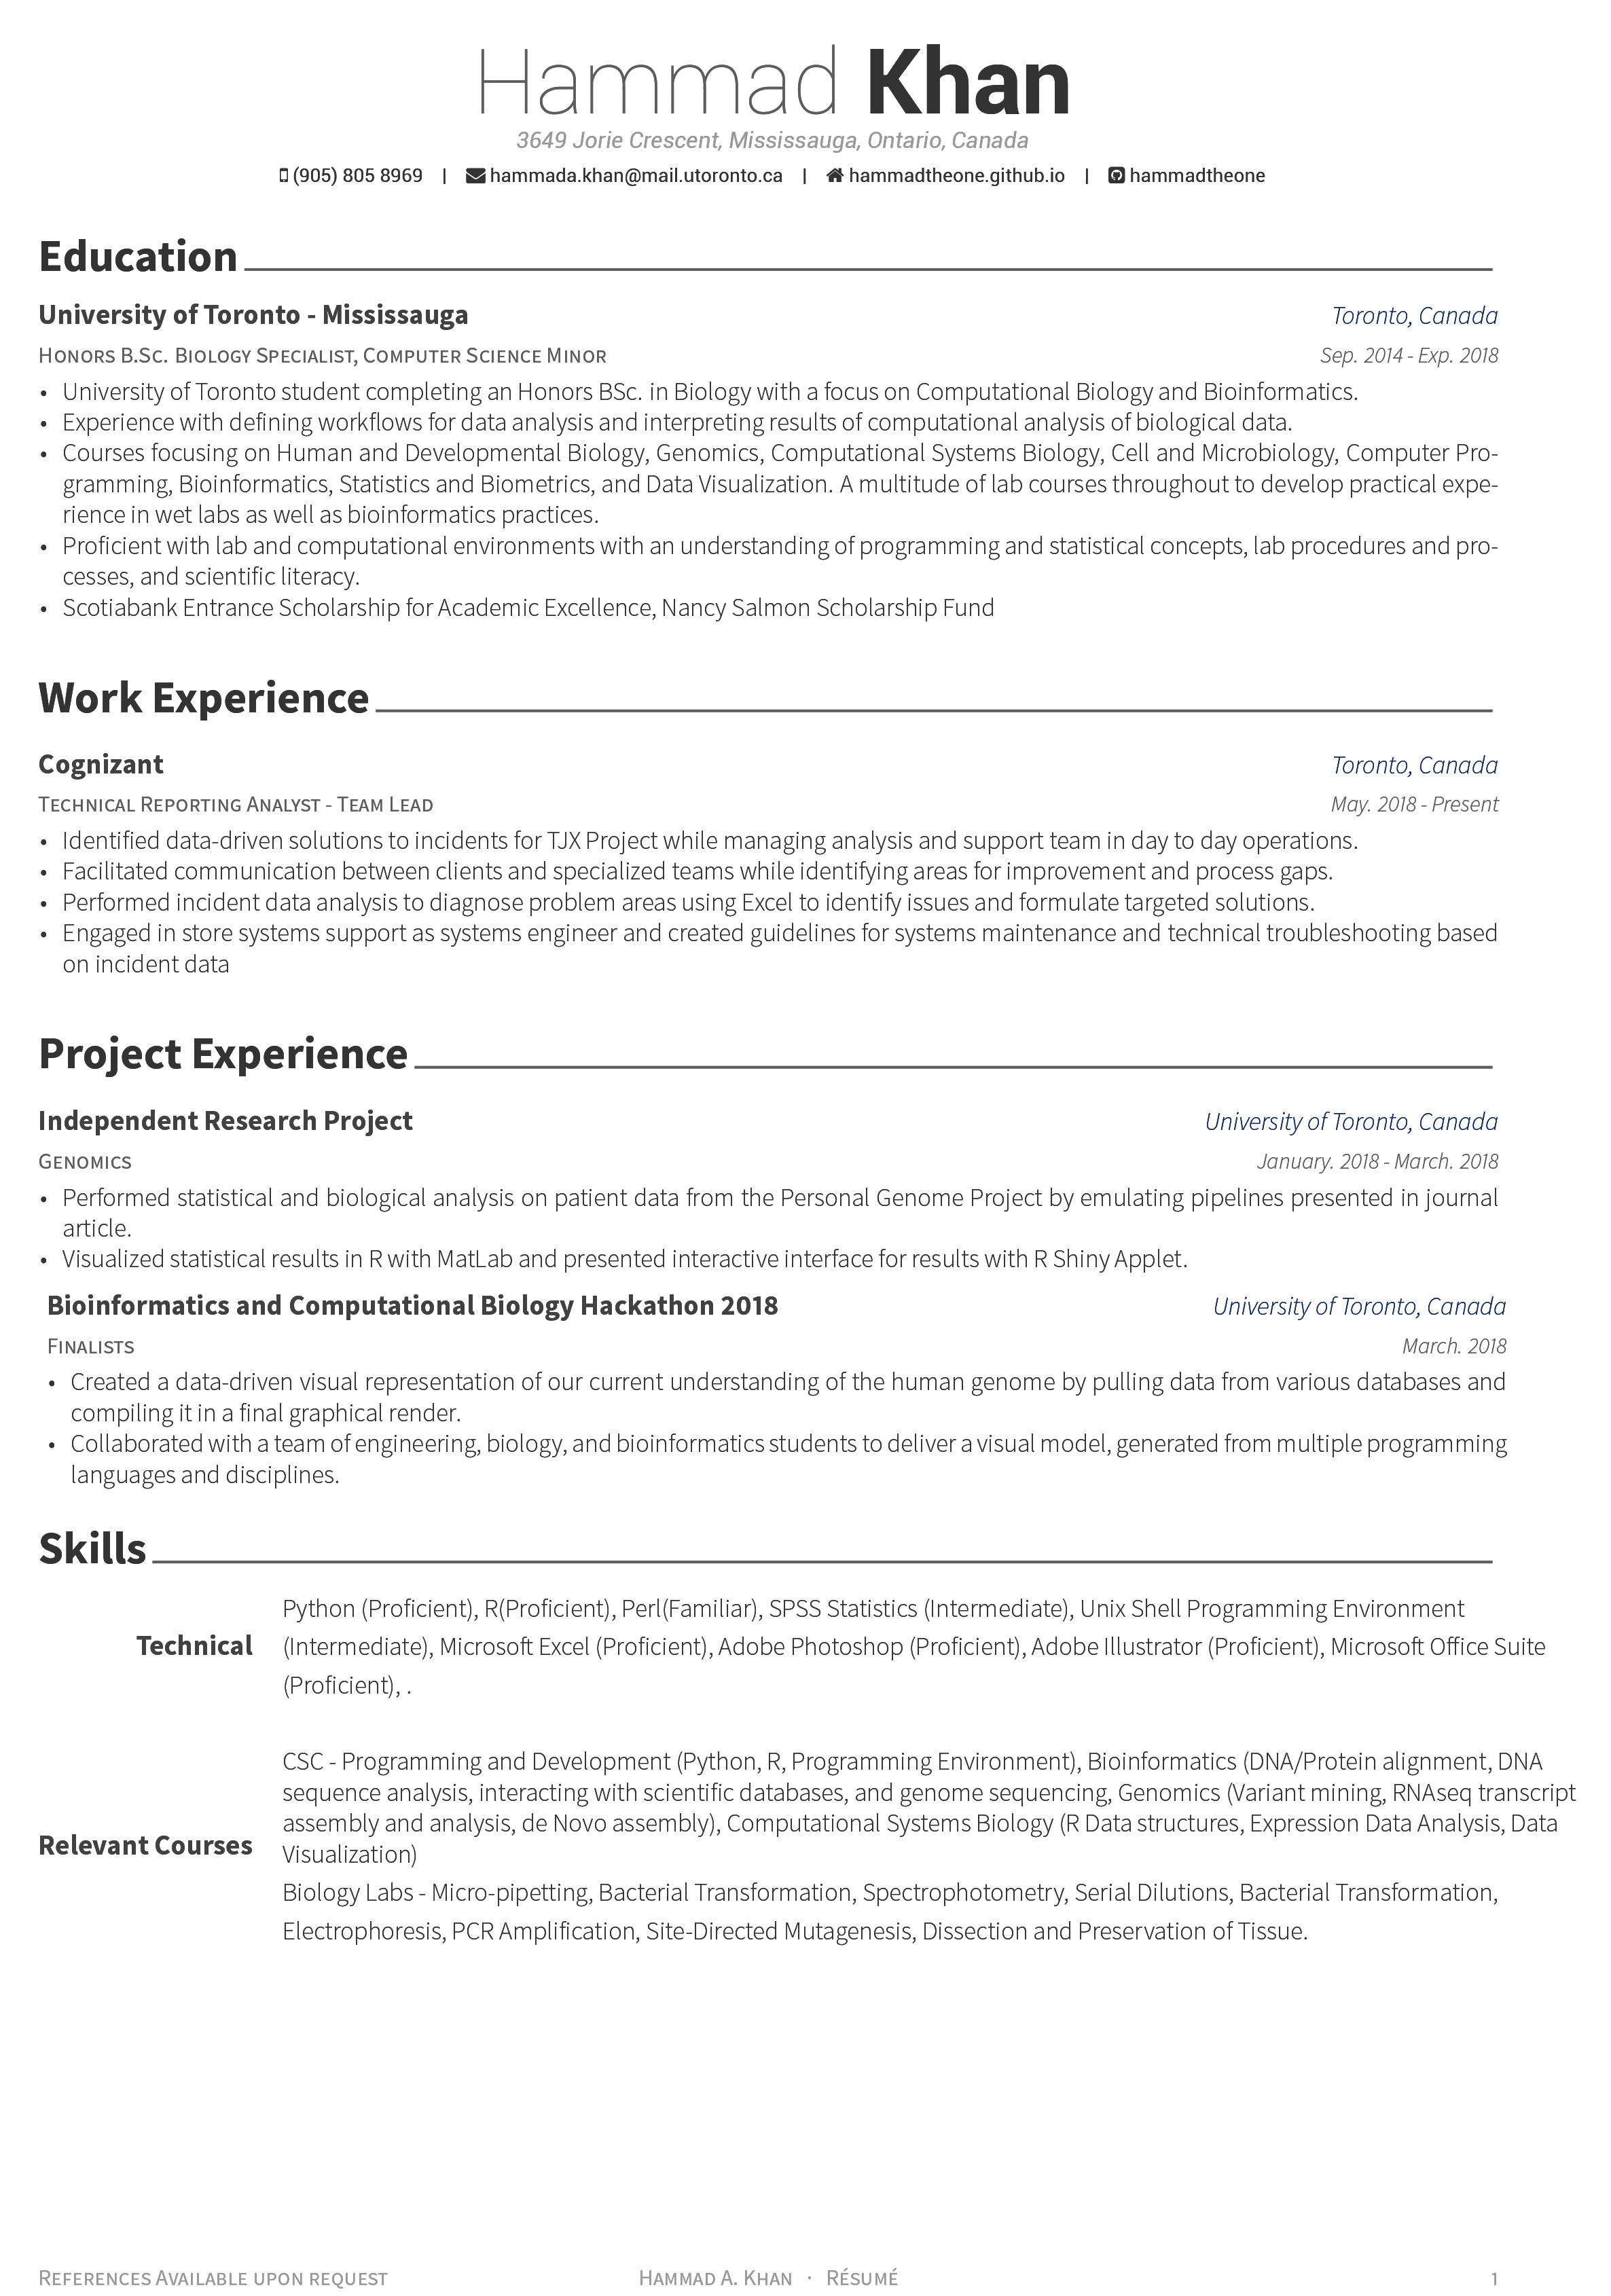 Hammad Khan
3649 Jorie Crescent, Mississauga, Ontario, Canada
(905) 805 8969 | hammada.khan@mail.utoronto.ca | hammadtheone.github.io | hammadtheone
Education
University of Toronto - Mississauga Toronto, Canada
Honors B.Sc. Biology Specialist, Computer Science Minor Sep. 2014 - Exp. 2018
• University of Toronto student completing an Honors BSc. in Biology with a focus on Computational Biology and Bioinformatics.
• Experience with defining workflows for data analysis and interpreting results of computational analysis of biological data.
• Courses focusing on Human and Developmental Biology, Genomics, Computational Systems Biology, Cell and Microbiology, Computer Pro-
gramming, Bioinformatics, Statistics and Biometrics, and Data Visualization. A multitude of lab courses throughout to develop practical expe-
rience in wet labs as well as bioinformatics practices.
• Proficient with lab and computational environments with an understanding of programming and statistical concepts, lab procedures and pro-
cesses, and scientific literacy.
• Scotiabank Entrance Scholarship for Academic Excellence, Nancy Salmon Scholarship Fund
Work Experience
Cognizant Toronto, Canada
Technical Reporting Analyst - Team Lead May. 2018 - Present
• Identified data-driven solutions to incidents for TJX Project while managing analysis and support team in day to day operations.
• Facilitated communication between clients and specialized teams while identifying areas for improvement and process gaps.
• Performed incident data analysis to diagnose problem areas using Excel to identify issues and formulate targeted solutions.
• Engaged in store systems support as systems engineer and created guidelines for systems maintenance and technical troubleshooting based
on incident data
Project Experience
Independent Research Project University of Toronto, Canada
Genomics January. 2018 - March. 2018
• Performed statistical and biological analysis on patient data from the Personal Genome Project by emulating pipelines presented in journal
article.
• Visualized statistical results in R with MatLab and presented interactive interface for results with R Shiny Applet.
Bioinformatics and Computational Biology Hackathon 2018 University of Toronto, Canada
Finalists March. 2018
• Created a data-driven visual representation of our current understanding of the human genome by pulling data from various databases and
compiling it in a final graphical render.
• Collaborated with a team of engineering, biology, and bioinformatics students to deliver a visual model, generated from multiple programming
languages and disciplines.
Skills
Python (Proficient), R(Proficient), Perl(Familiar), SPSS Statistics (Intermediate), Unix Shell Programming Environment
Technical (Intermediate), Microsoft Excel (Proficient), Adobe Photoshop (Proficient), Adobe Illustrator (Proficient), Microsoft Office Suite
(Proficient), .
CSC - Programming and Development (Python, R, Programming Environment), Bioinformatics (DNA/Protein alignment, DNA
sequence analysis, interacting with scientific databases, and genome sequencing, Genomics (Variant mining, RNAseq transcript
assembly and analysis, de Novo assembly), Computational Systems Biology (R Data structures, Expression Data Analysis, Data
Relevant Courses Visualization)
Biology Labs - Micro-pipetting, Bacterial Transformation, Spectrophotometry, Serial Dilutions, Bacterial Transformation,
Electrophoresis, PCR Amplification, Site-Directed Mutagenesis, Dissection and Preservation of Tissue.
References Available upon request Hammad A. Khan · Résumé 1